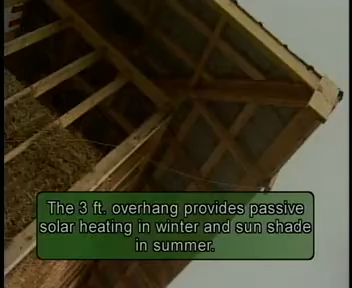 The 3 ft. overhang provides passive
solar heating in winter and sun shade
in summer.